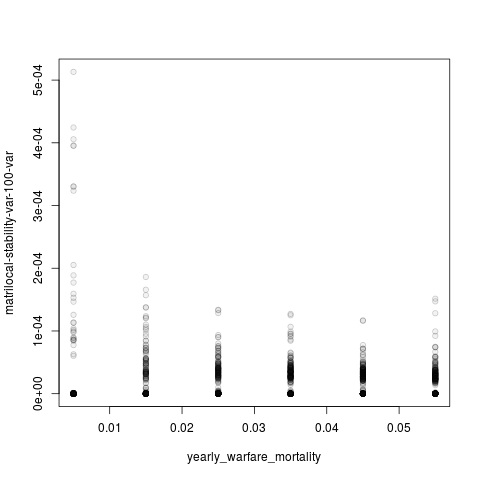 5e-04
4e-04
3e-04
2e-04
1e-04
0e+00
matrilocal-stability-var-100-var
0.01 0.02 0.03 0.04 0.05
yearly_warfare_mortality